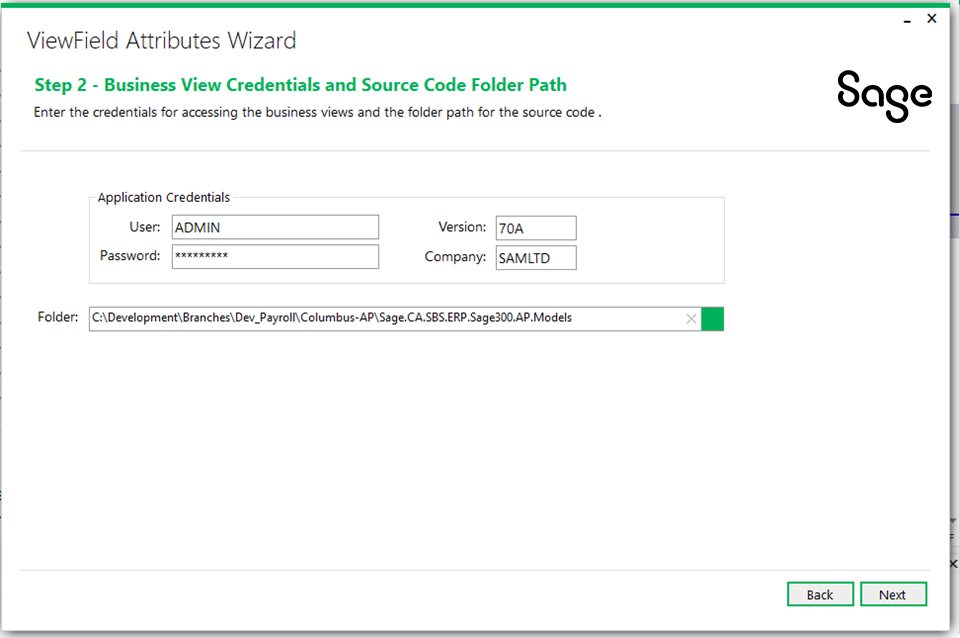 ViewField Attributes Wizard
Step 2 - Business View Credentials and Source Code Folder Path
Enter the credentials for accessing the business views and the folder path for the source code .
Sage
Application Credentials
User: ADMIN Version: 70A
Password: ********* Company: SAMLTD
Folder: C:\Development\Branches\Dev_Payroll\Columbus-AP\Sage.CA.SBS.ERP.Sage300.AP.Models
Back Next